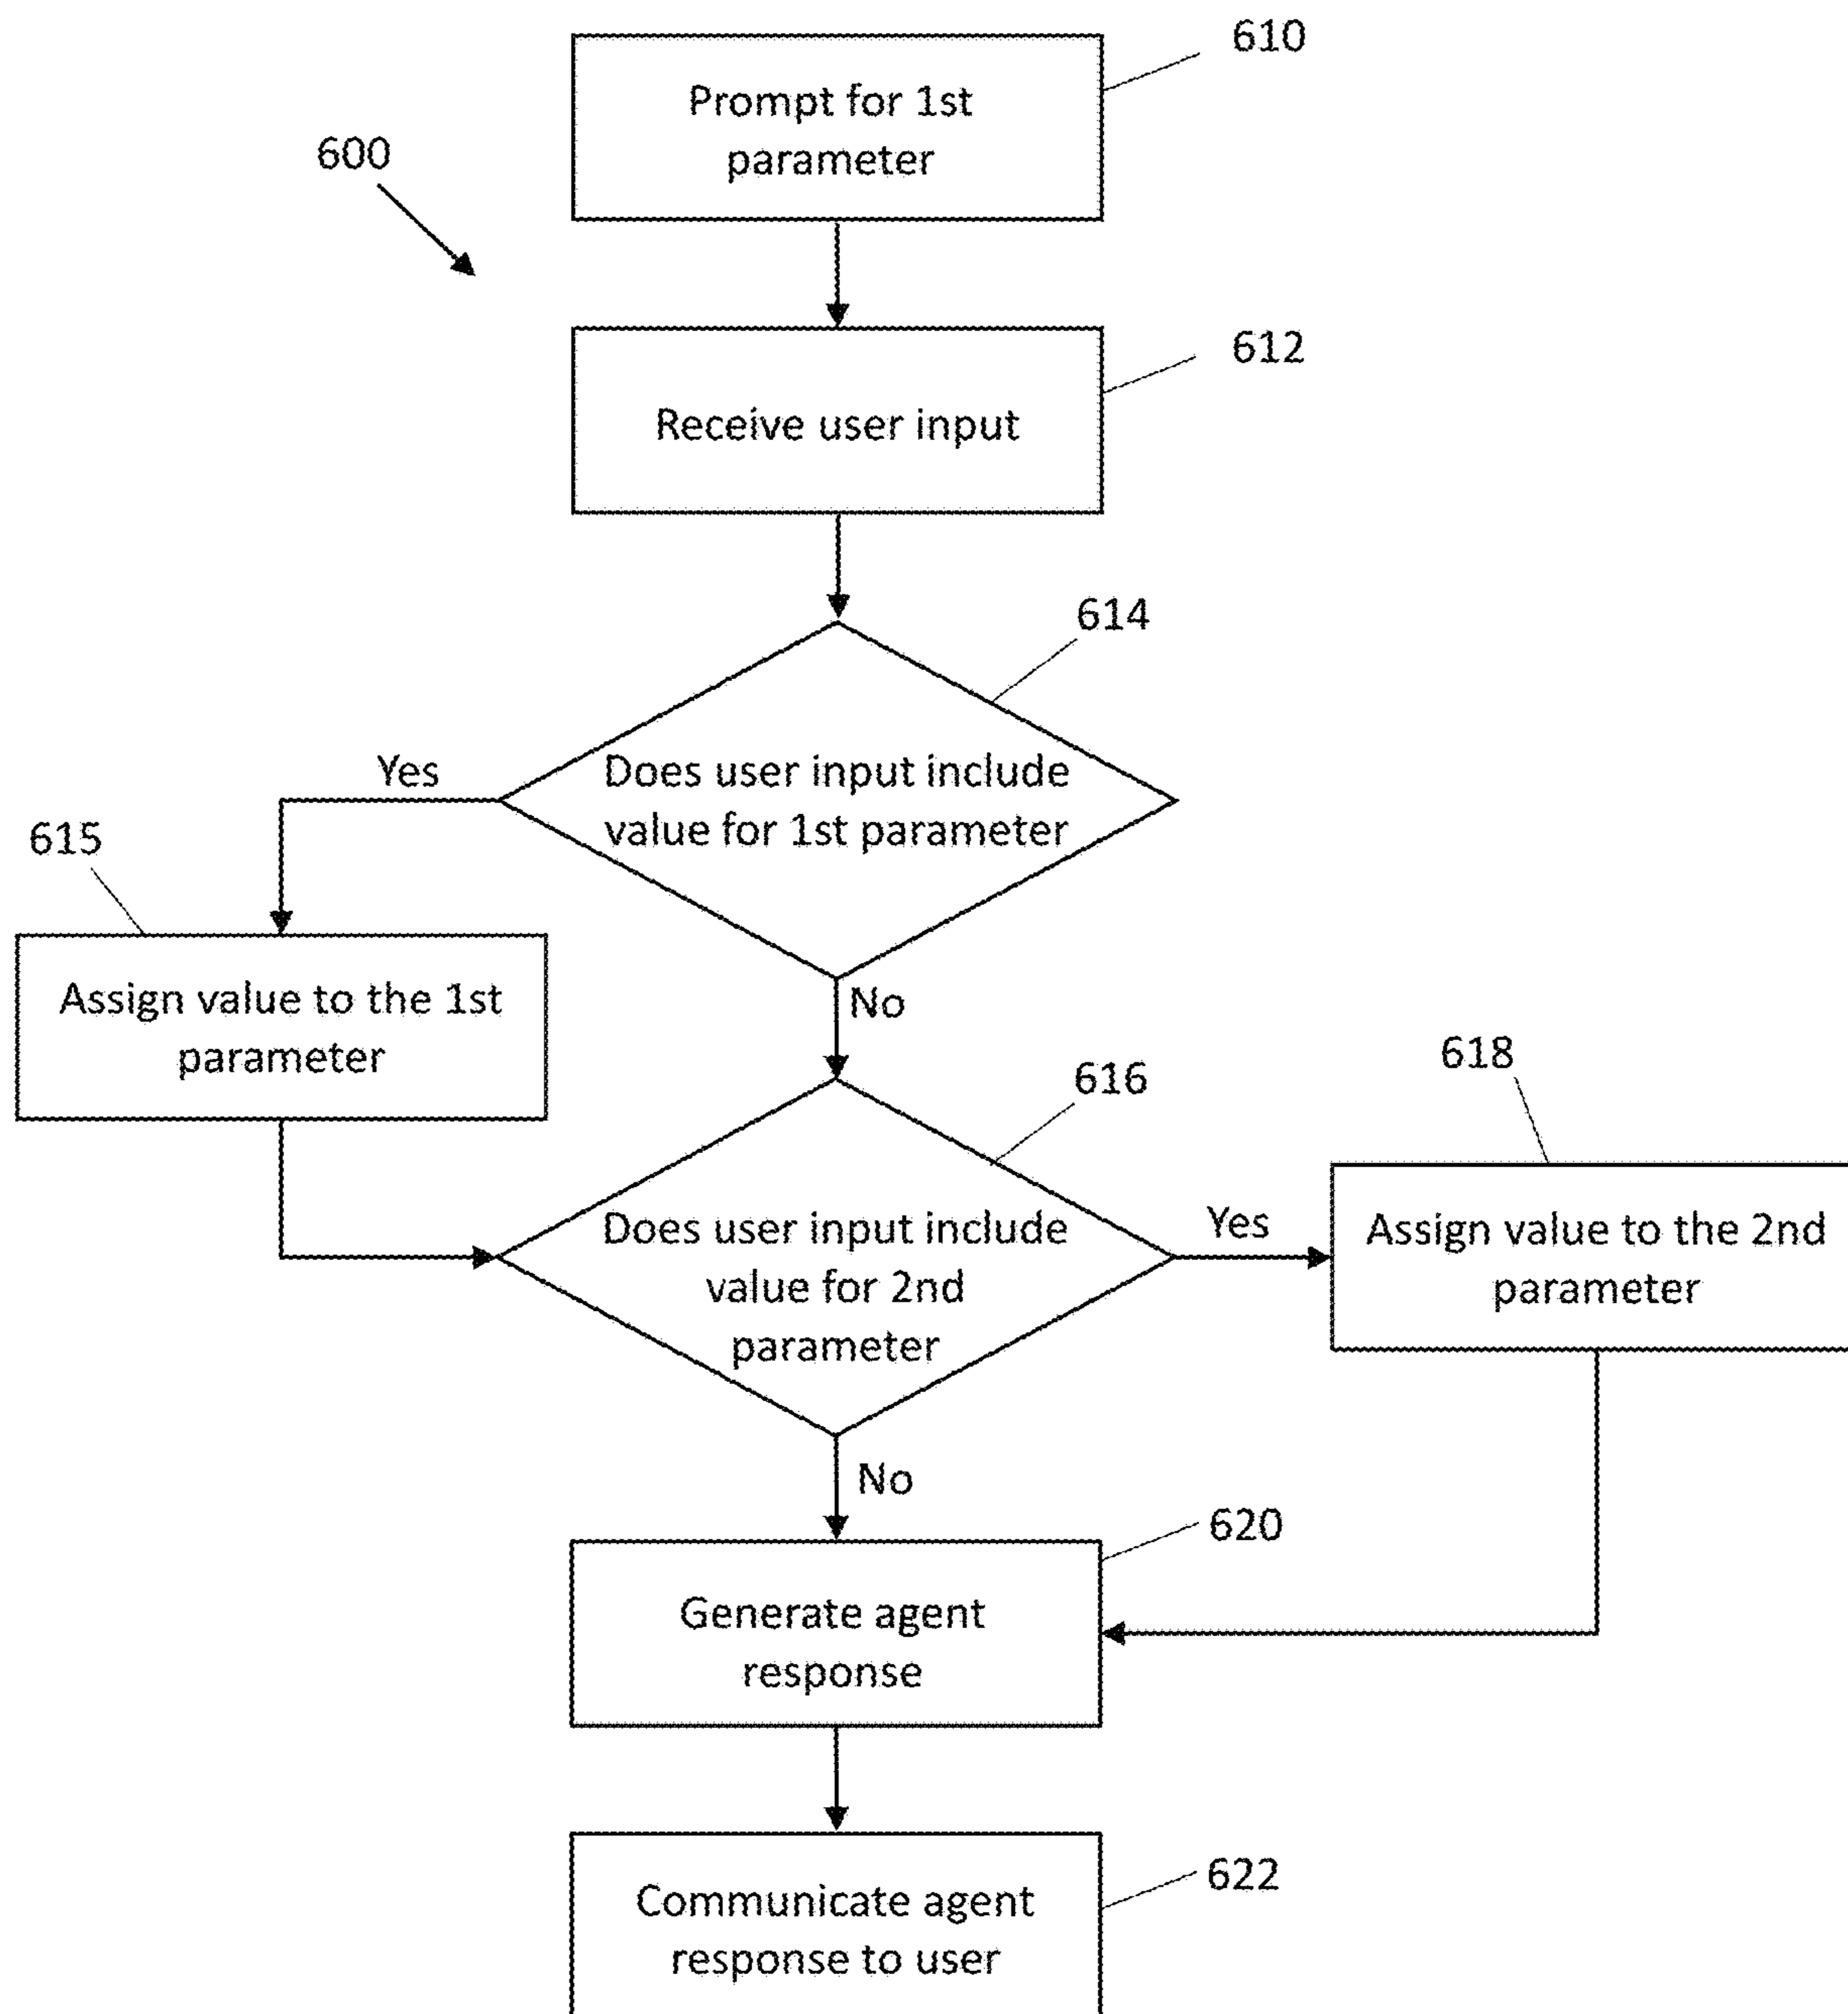 610
Prompt for 1st
parameter
600
612
Receive user input
614
Yes
Does user input include
value for 1st parameter
615
Assign value to the 1st
parameter
No
616
618
Does user input include
value for 2nd
parameter
Yes
Assign value to the 2nd
parameter
No
620
Generate agent
response
622
Communicate agent
response to user